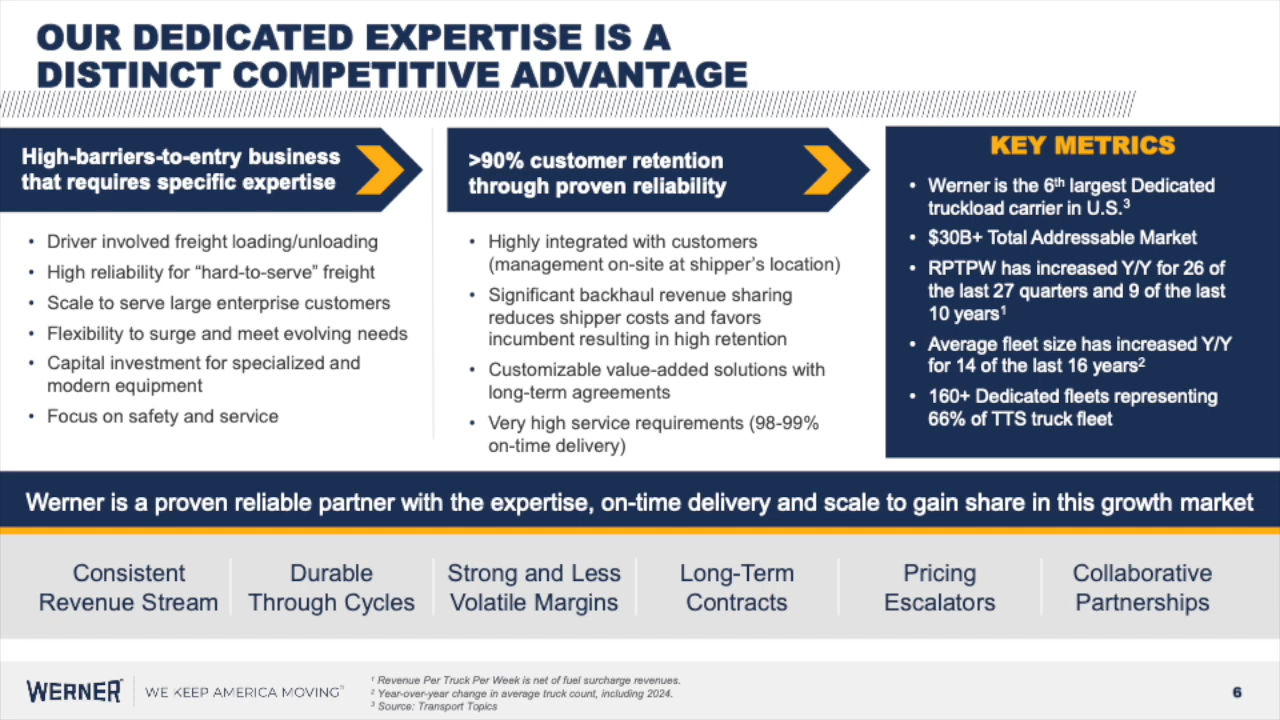 OUR DEDICATED EXPERTISE IS A
DISTINCT COMPETITIVE ADVANTAGE
High-barriers-to-entry business
that requires specific expertise
• Driver involved freight loading/unloading
• High reliability for “hard-to-serve” freight
• Scale to serve large enterprise customers
• Flexibility to surge and meet evolving needs
• Capital investment for specialized and
modern equipment
• Focus on safety and service
>90% customer retention
through proven reliability
• Highly integrated with customers
(management on-site at shipper’s location)
• Significant backhaul revenue sharing
reduces shipper costs and favors
incumbent resulting in high retention
• Customizable value-added solutions with
long-term agreements
• Very high service requirements (98-99%
on-time delivery)
KEY METRICS
• Werner is the 6th largest Dedicated
truckload carrier in U.S.³
• $30B+ Total Addressable Market
• RPTPW has increased Y/Y for 26 of
the last 27 quarters and 9 of the last
10 years¹
• Average fleet size has increased Y/Y
for 14 of the last 16 years²
• 160+ Dedicated fleets representing
66% of TTS truck fleet
Werner is a proven reliable partner with the expertise, on-time delivery and scale to gain share in this growth market
Consistent
Revenue Stream
Durable
Through Cycles
Strong and Less
Volatile Margins
Long-Term
Contracts
Pricing
Escalators
Collaborative
Partnerships
WERNER
WE KEEP AMERICA MOVING
¹ Revenue Per Truck Per Week is net of fuel surcharge revenues.
² Year-over-year change in average truck count, including 2024.
³ Source: Transport Topics
6